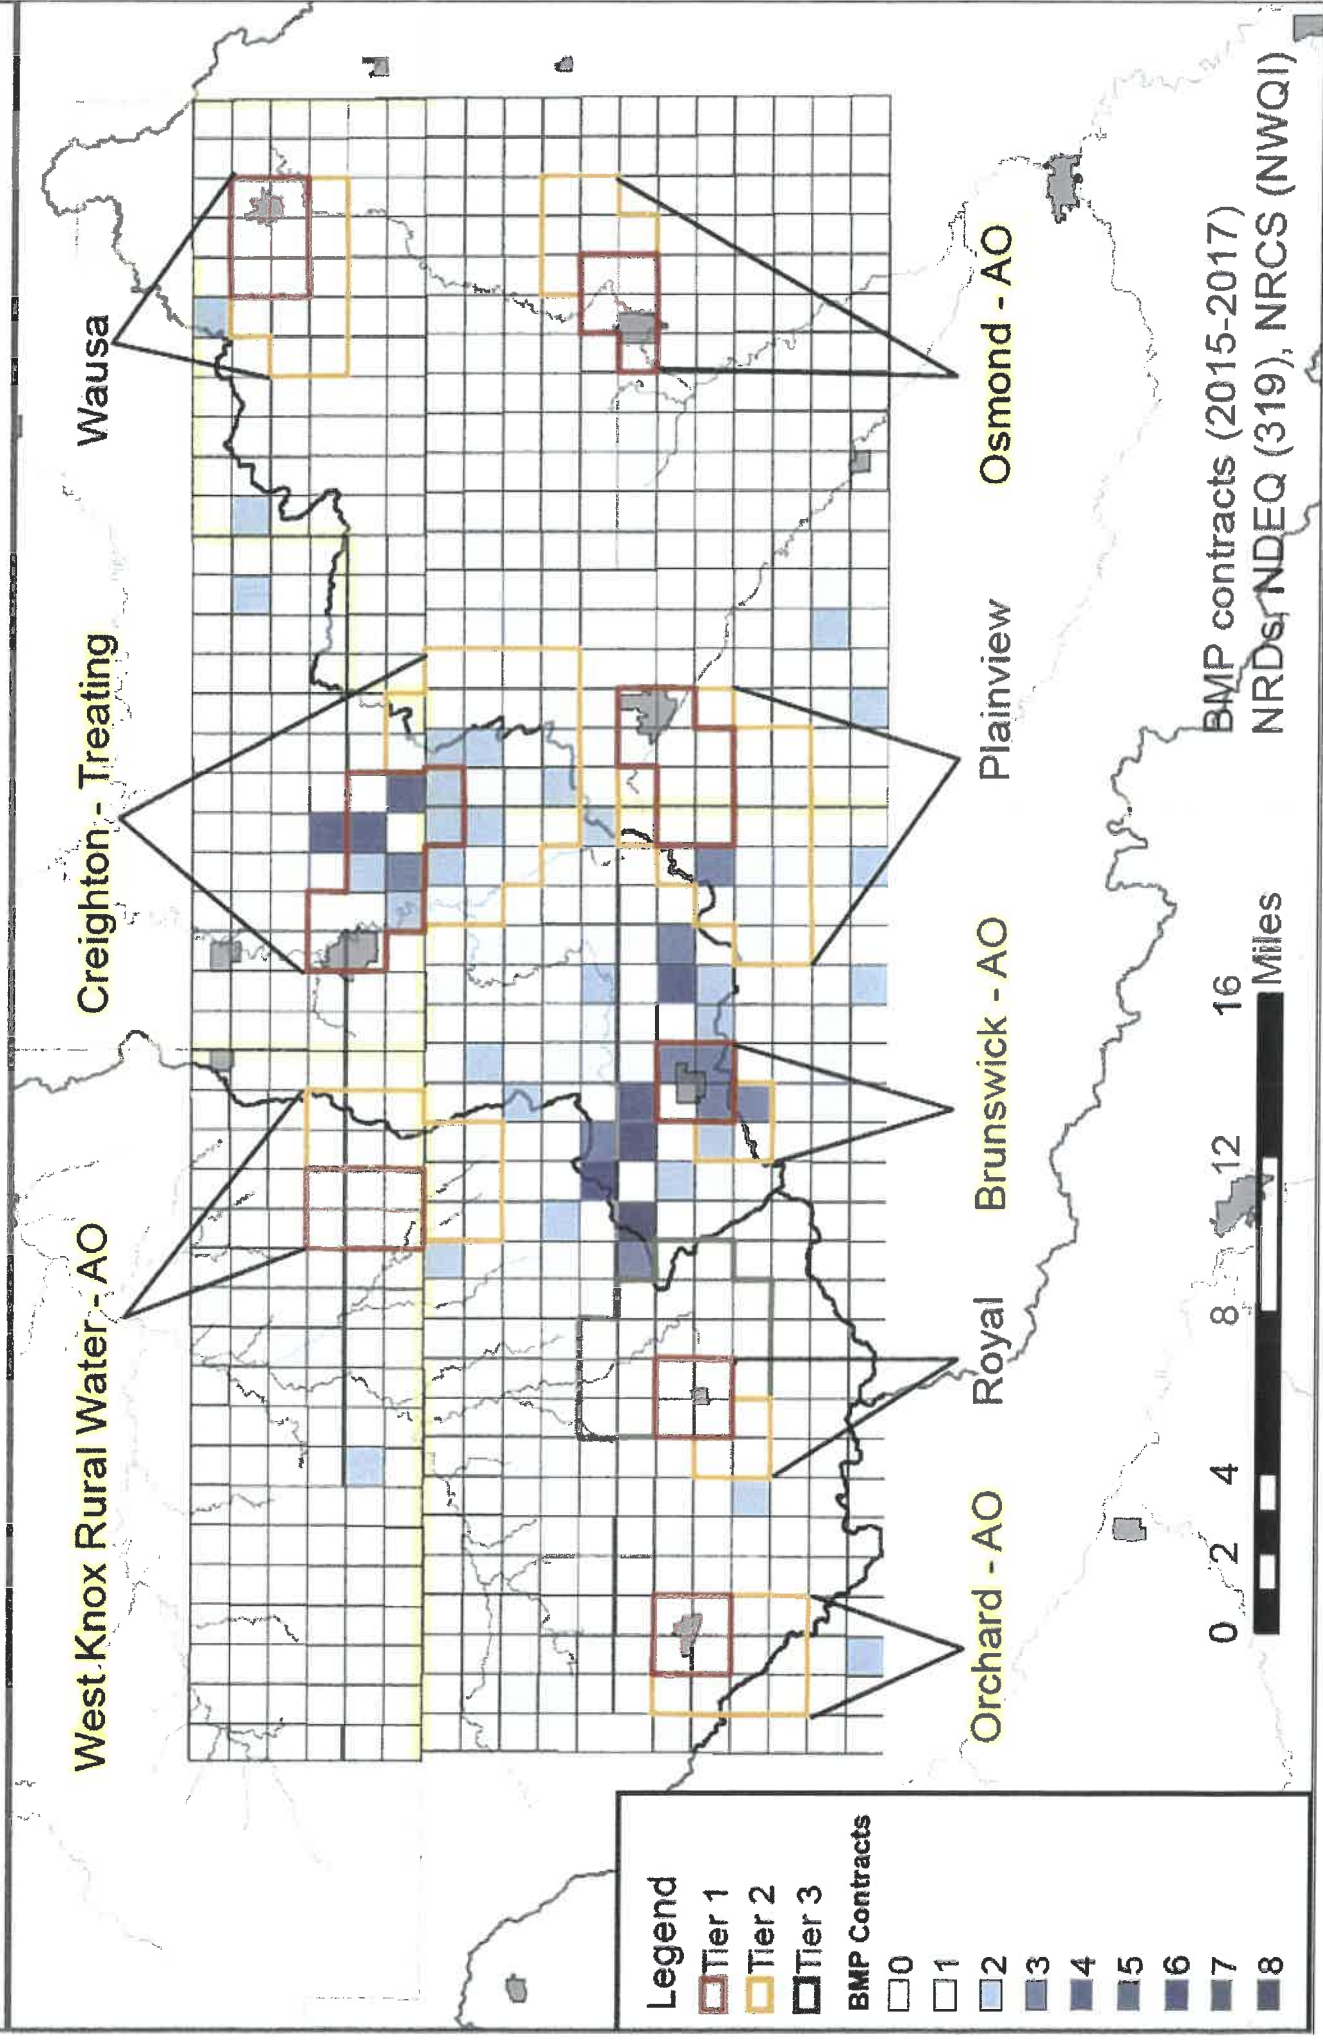 West Knox Rural Water - AO
Creighton - Treating
Wausa
Orchard - AO
Royal
Brunswick - AO
Plainview
Osmond - AO
Legend
Tier 1
Tier 2
Tier 3
BMP Contracts
0
1
2
3
4
5
6
7
8
0 2 4 8 12 16
Miles
BMP contracts (2015-2017)
NRDs, NDEQ (319), NRCS (NWQI)